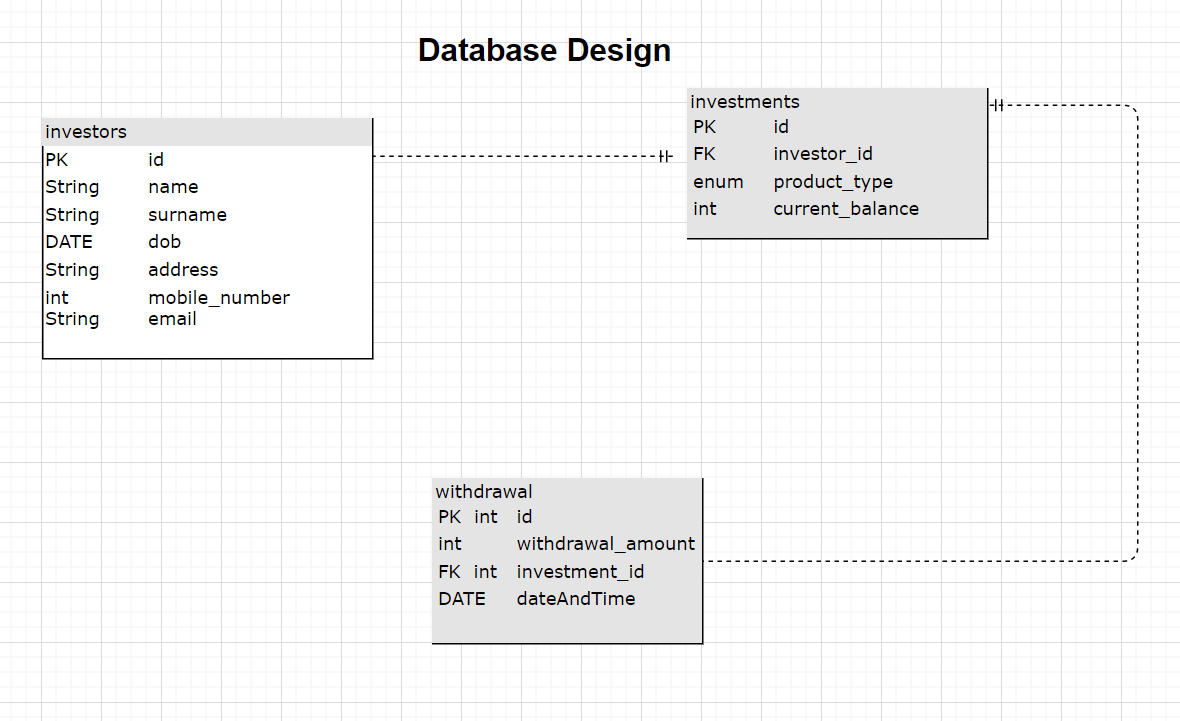 Database Design
investors
PK id
String name
String surname
DATE dob
String address
int mobile_number
String email
investments
PK id
FK investor_id
enum product_type
int current_balance
withdrawal
PK int id
int withdrawal_amount
FK int investment_id
DATE dateAndTime